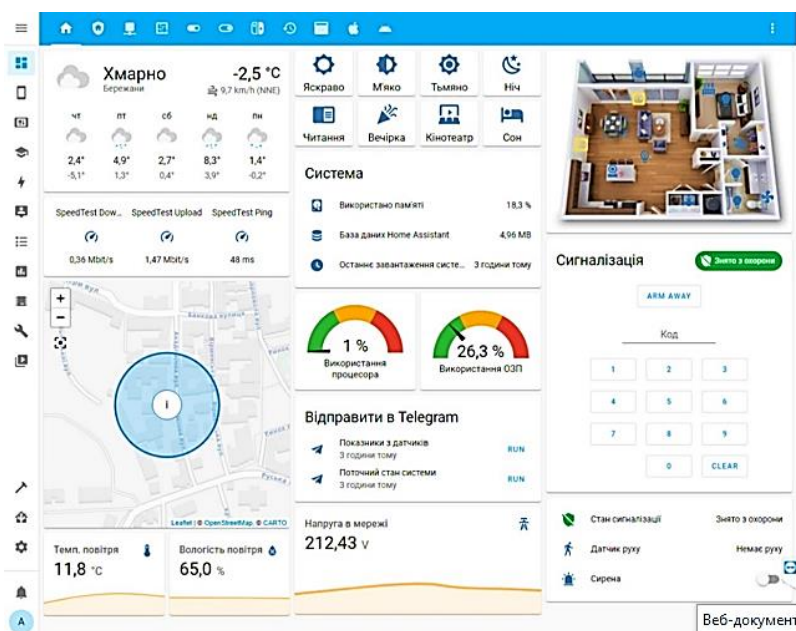 Хмарно
Бережани
-2,5 °C
9,7 km/h (NNE)
чт пт сб нд пн
2,4° 4,9° 2,7° 8,3° 1,4°
-5,1° 1,3° 0,4° 3,9° -0,2°
SpeedTest Dow... SpeedTest Upload SpeedTest Ping
0,36 Mbit/s 1,47 Mbit/s 48 ms
+
−
i
Leaflet | © OpenStreetMap, © CARTO
Темп. повітря
11,8 °C
Вологість повітря
65,0 %
A
Яскраво М'яко Тьмяно Ніч
Читання Вечірка Кінотеатр Сон
Система
Використано пам'яті 18,3 %
База даних Home Assistant 4,96 MB
Останнє завантаження систе... 3 години тому
1 %
Використання
процесора
26,3 %
Використання ОЗП
Відправити в Telegram
Показники з датчиків
3 години тому
RUN
Поточний стан системи
3 години тому
RUN
Напруга в мережі
212,43 V
Сигналізація
Знято з охорони
ARM AWAY
Код
1 2 3
4 5 6
7 8 9
0 CLEAR
Стан сигналізації Знято з охорони
Датчик руху Немає руху
Сирена
Веб-документ